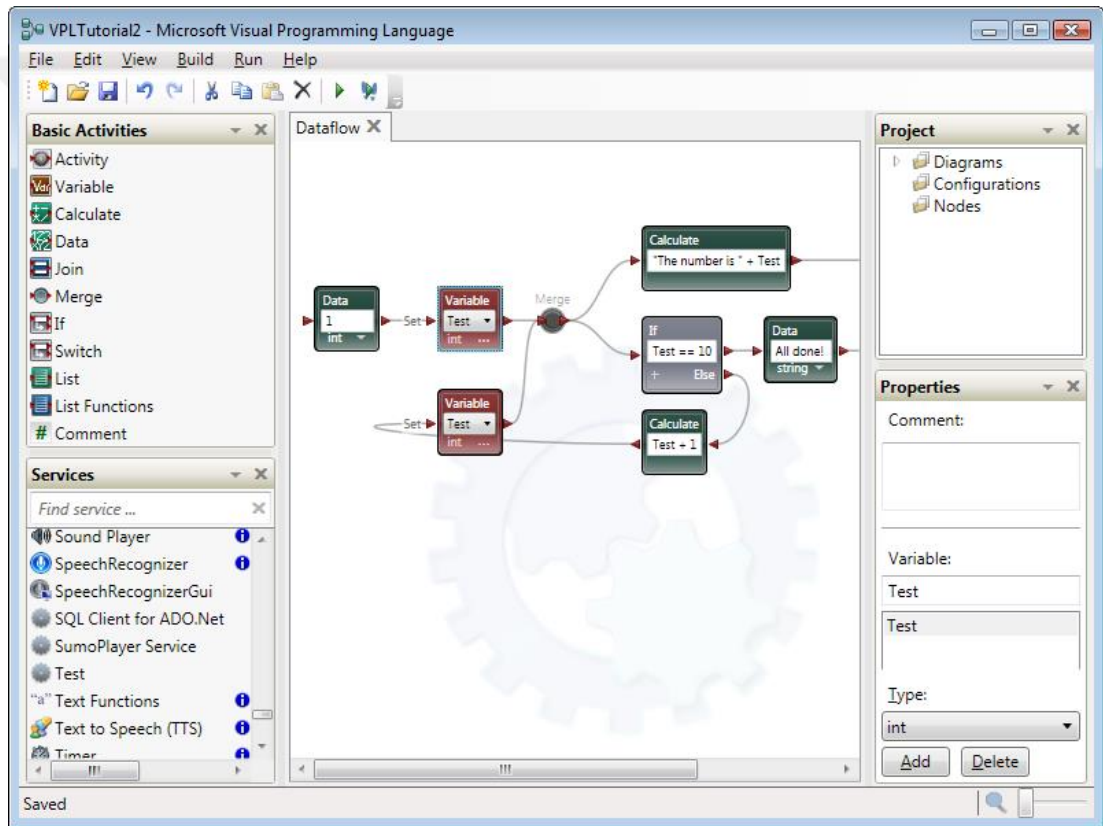 VPLTutorial2 - Microsoft Visual Programming Language
File Edit View Build Run Help
Basic Activities
Activity
Variable
Calculate
Data
Join
Merge
If
Switch
List
List Functions
# Comment
Services
Find service ...
Sound Player
SpeechRecognizer
SpeechRecognizerGui
SQL Client for ADO.Net
SumoPlayer Service
Test
"a" Text Functions
Text to Speech (TTS)
Timer
Dataflow
Data
1
int
Set
Variable
Test
int ...
Merge
Calculate
"The number is " + Test
If
Test == 10
+ Else
Data
All done!
string
Set
Variable
Test
int ...
Calculate
Test + 1
Project
Diagrams
Configurations
Nodes
Properties
Comment:
Variable:
Test
Test
Type:
int
Add Delete
Saved